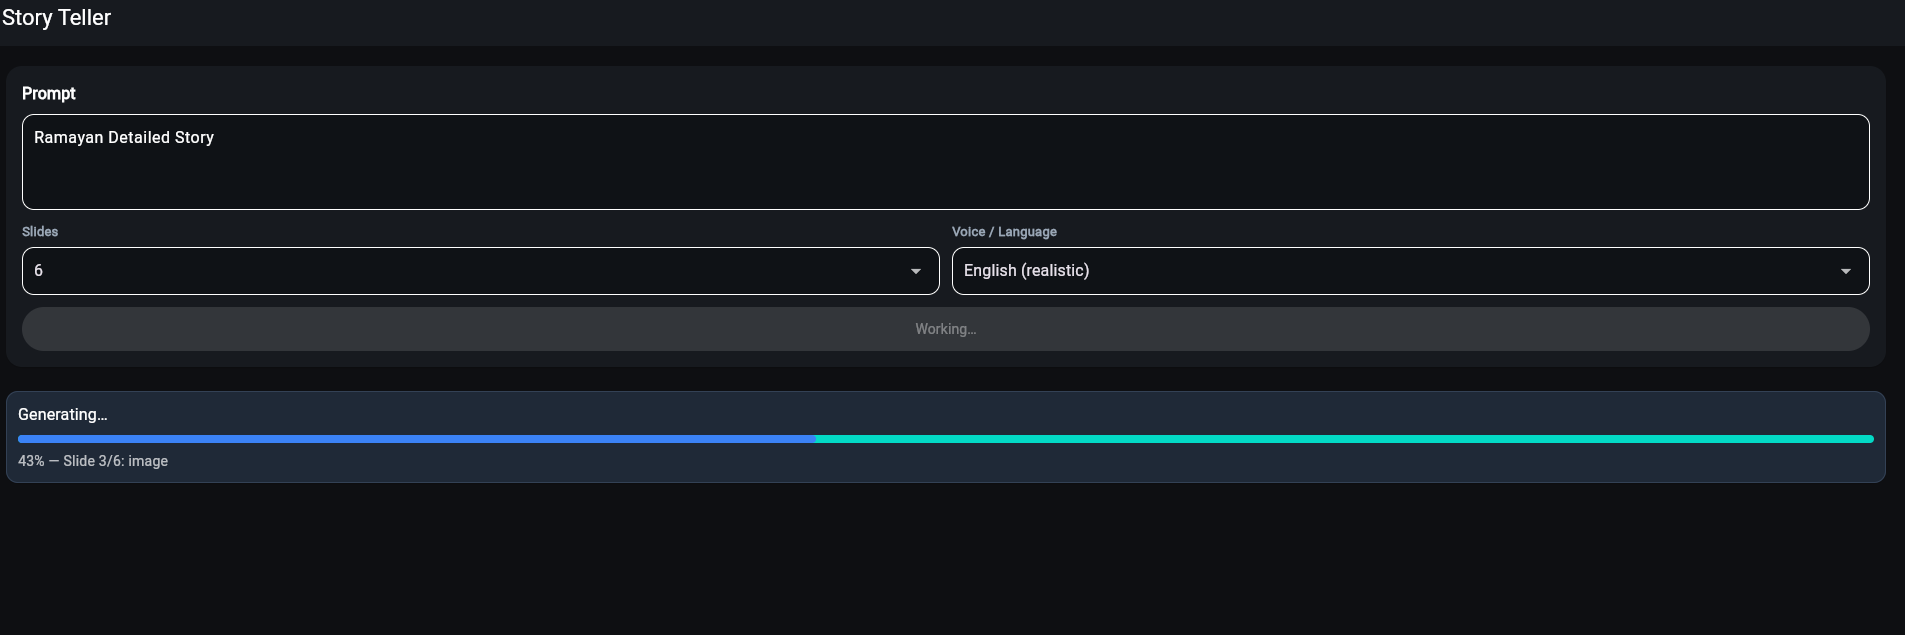 Story Teller
Prompt
Ramayan Detailed Story
Slides
Voice / Language
6
English (realistic)
Working...
Generating...
43% — Slide 3/6: image